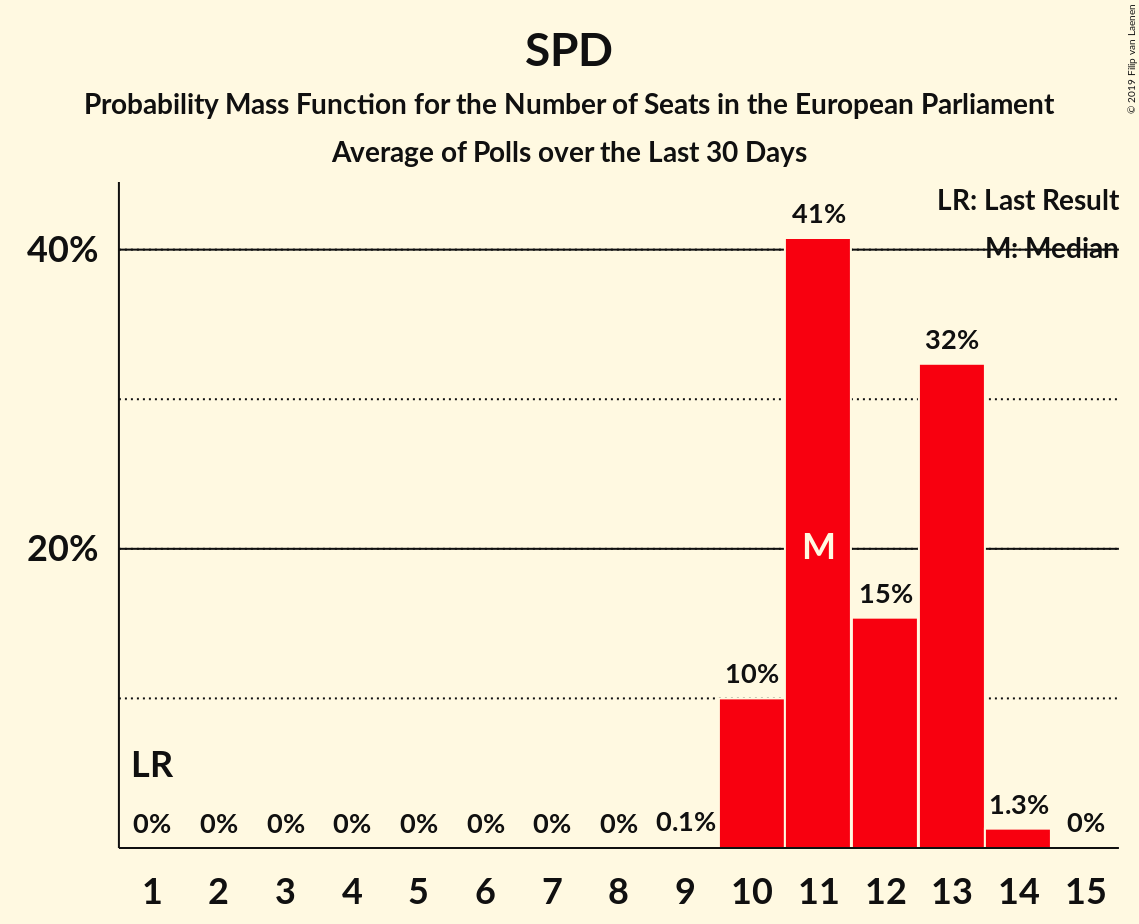 SPD
Probability Mass Function for the Number of Seats in the European Parliament
Average of Polls over the Last 30 Days
© 2019 Filip van Laenen
LR: Last Result
M: Median
40%
20%
41%
32%
M
15%
10%
LR
0% 0% 0% 0% 0% 0% 0% 0% 0.1% 1.3% 0%
1 2 3 4 5 6 7 8 9 10 11 12 13 14 15